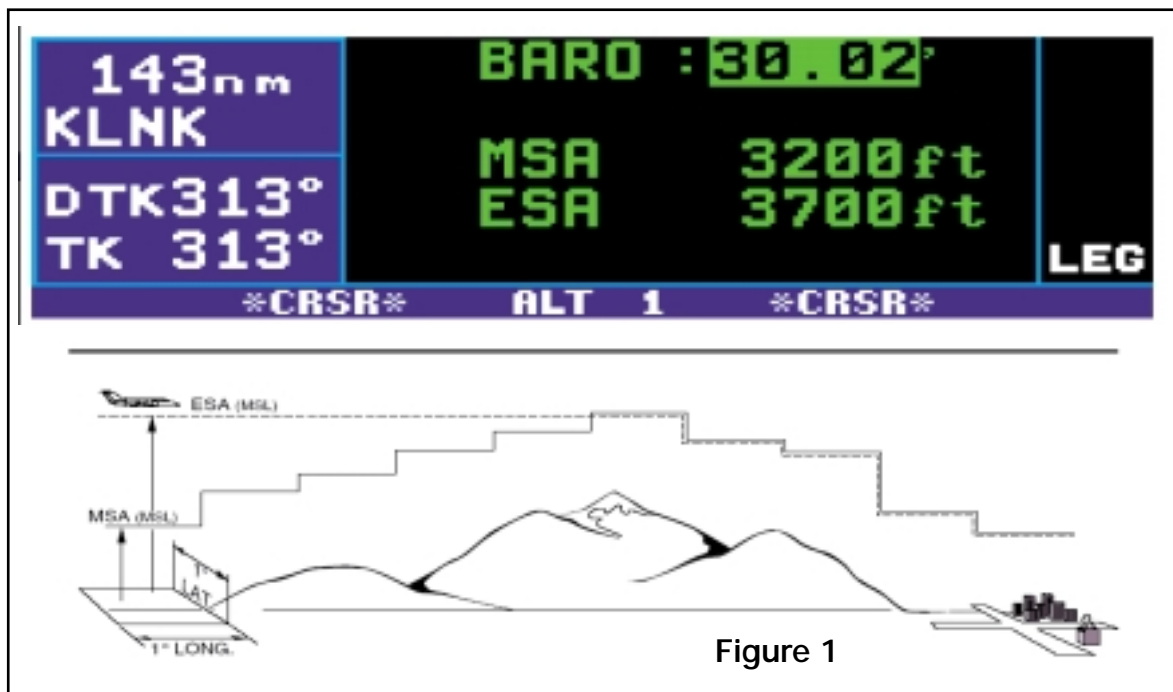 143nm
KLNK
DTK313°
TK 313°
BARO :30.02"
MSA 3200ft
ESA 3700ft
LEG
*CRSR* ALT 1 *CRSR*
ESA (MSL)
MSA (MSL)
1° LAT.
1° LONG.
Figure 1